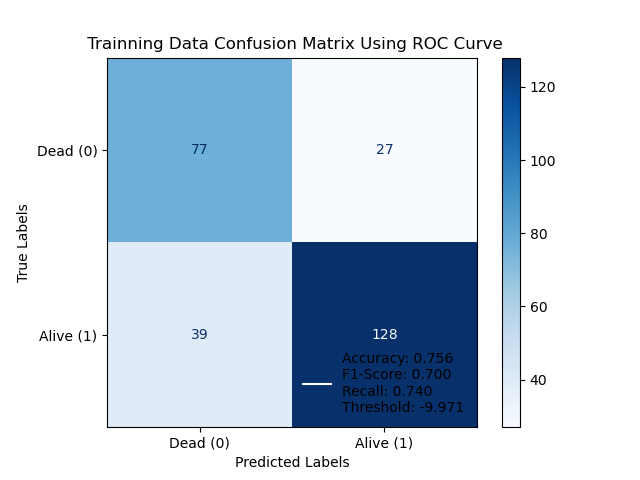 Trainning Data Confusion Matrix Using ROC Curve
True Labels
Dead (0)
77
27
Alive (1)
39
128
Accuracy: 0.756
F1-Score: 0.700
Recall: 0.740
Threshold: -9.971
Dead (0)
Alive (1)
Predicted Labels
120
100
80
60
40